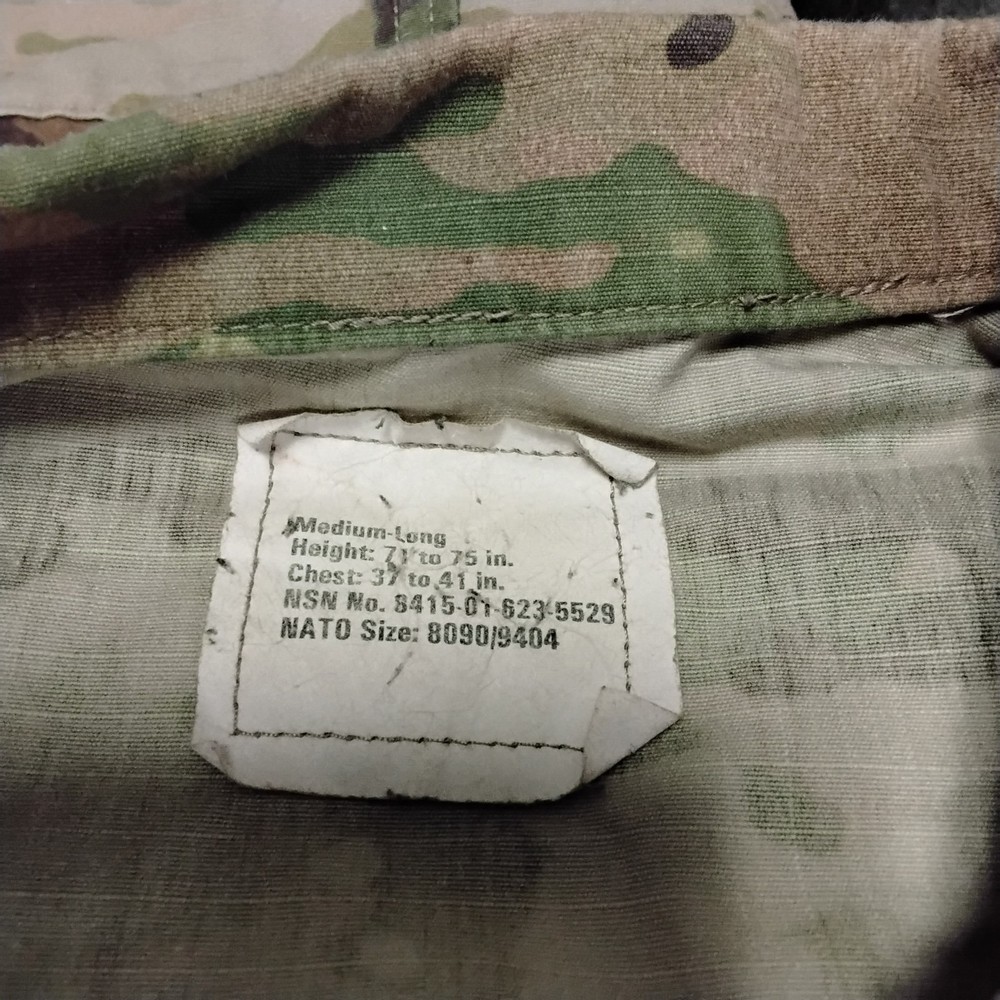 Medium-Long
Height: 71 to 75 in.
Chest: 37 to 41 in.
NSN No. 8415-01-623-5529
NATO Size: 8090/9404